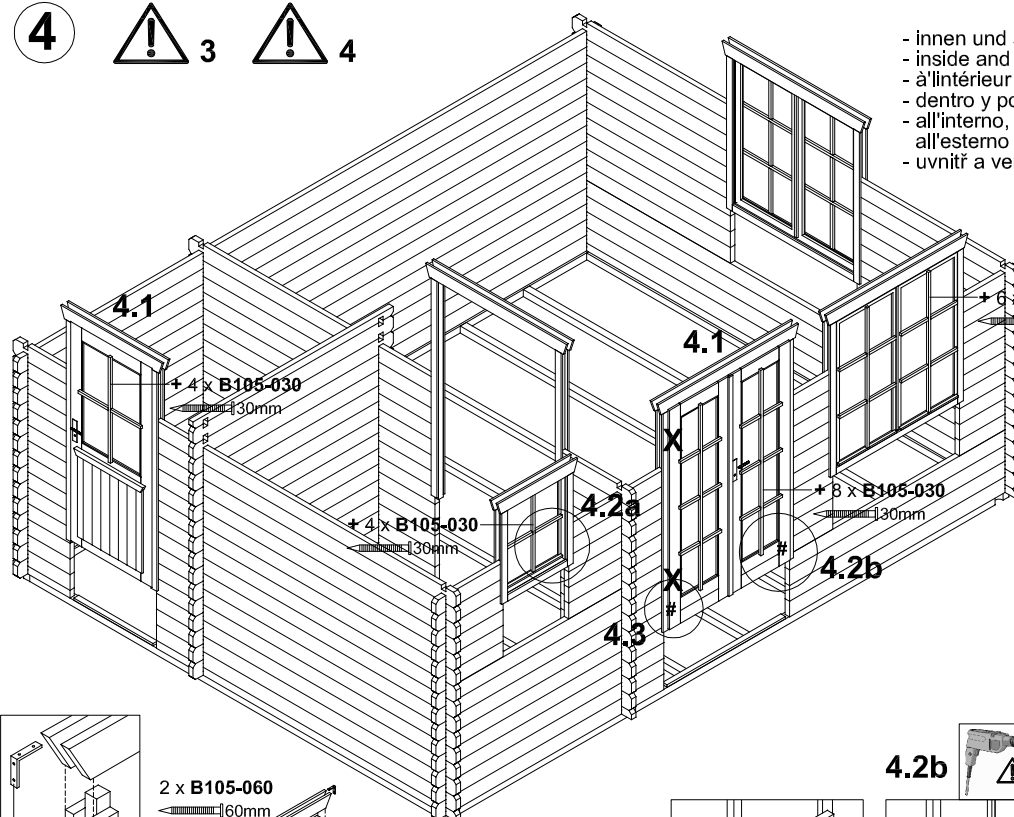 4
3
4
- innen und
- inside and
- à'lintérieur
- dentro y
- all'interno,
all'esterno
- uvnitř a
4.1
+ 4 x B105-030
30mm
4.1
+ 6
+ 4 x B105-030
30mm
4.2a
X
+ 8 x B105-030
30mm
#
4.2b
X
#
4.3
2 x B105-060
60mm
4.2b